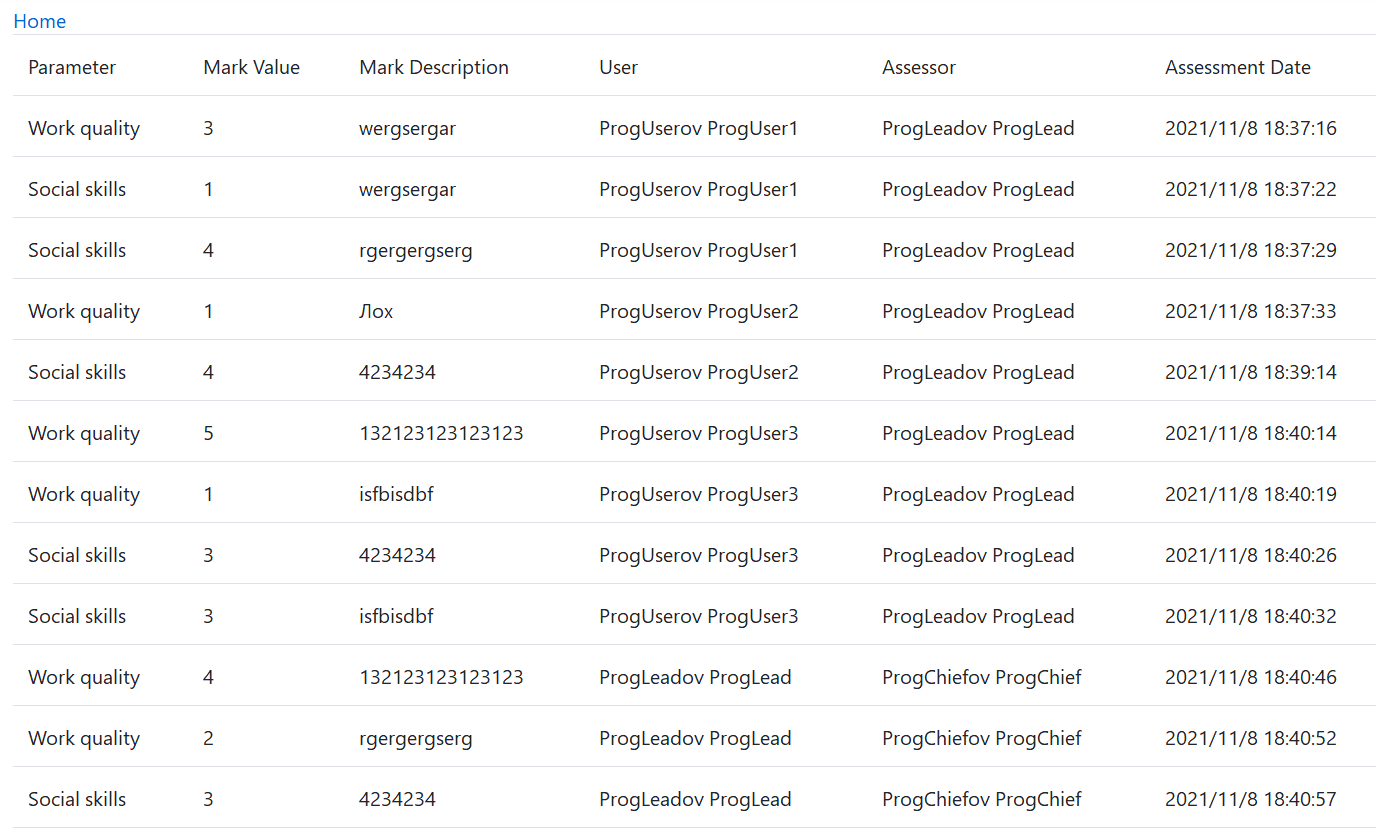 Home
Parameter Mark Value Mark Description User Assessor Assessment Date
Work quality 3 wergsergar ProgUserov ProgUser1 ProgLeadov ProgLead 2021/11/8 18:37:16
Social skills 1 wergsergar ProgUserov ProgUser1 ProgLeadov ProgLead 2021/11/8 18:37:22
Social skills 4 rgergergserg ProgUserov ProgUser1 ProgLeadov ProgLead 2021/11/8 18:37:29
Work quality 1 Лох ProgUserov ProgUser2 ProgLeadov ProgLead 2021/11/8 18:37:33
Social skills 4 4234234 ProgUserov ProgUser2 ProgLeadov ProgLead 2021/11/8 18:39:14
Work quality 5 132123123123123 ProgUserov ProgUser3 ProgLeadov ProgLead 2021/11/8 18:40:14
Work quality 1 isfbisdbf ProgUserov ProgUser3 ProgLeadov ProgLead 2021/11/8 18:40:19
Social skills 3 4234234 ProgUserov ProgUser3 ProgLeadov ProgLead 2021/11/8 18:40:26
Social skills 3 isfbisdbf ProgUserov ProgUser3 ProgLeadov ProgLead 2021/11/8 18:40:32
Work quality 4 132123123123123 ProgLeadov ProgLead ProgChiefov ProgChief 2021/11/8 18:40:46
Work quality 2 rgergergserg ProgLeadov ProgLead ProgChiefov ProgChief 2021/11/8 18:40:52
Social skills 3 4234234 ProgLeadov ProgLead ProgChiefov ProgChief 2021/11/8 18:40:57